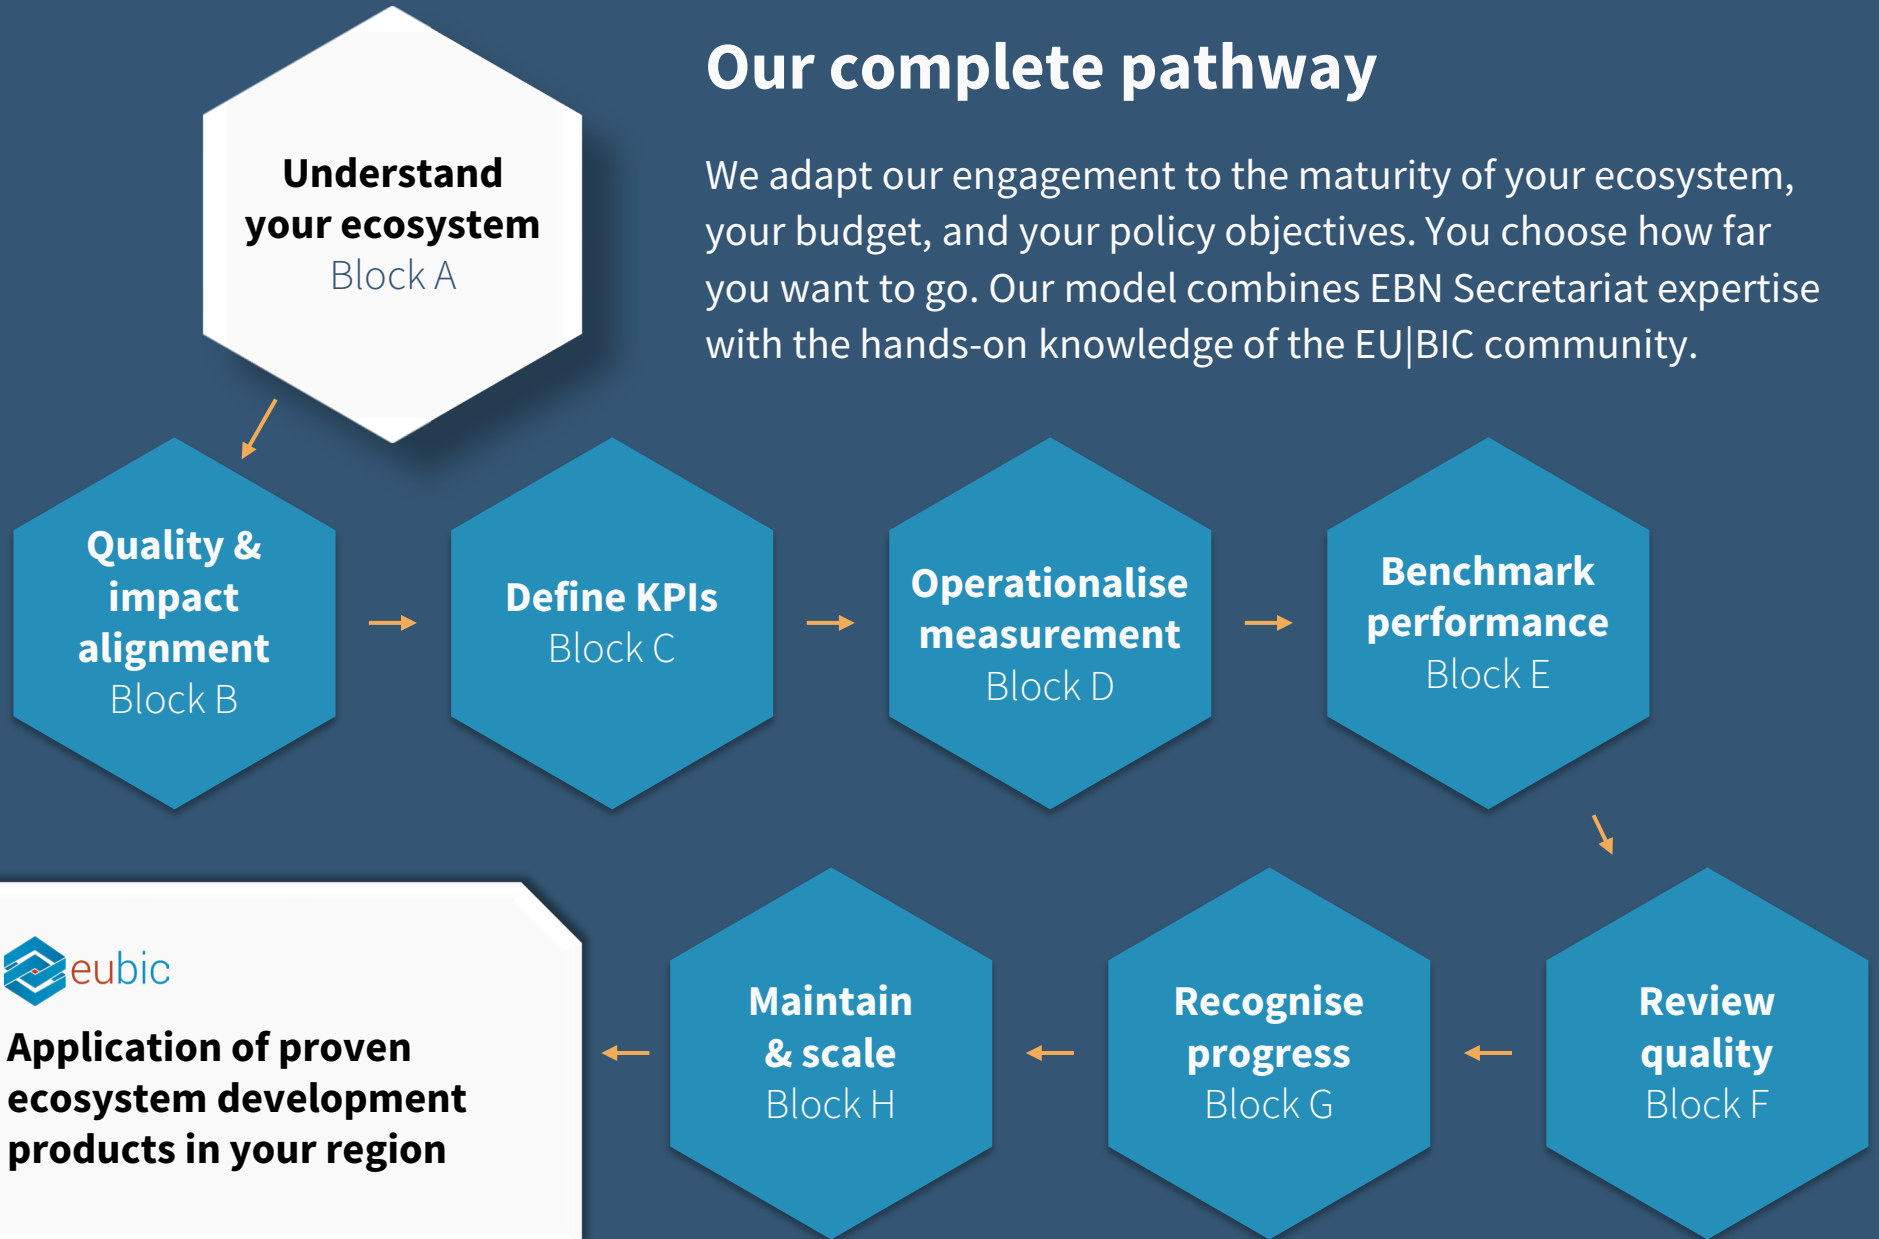 Our complete pathway
We adapt our engagement to the maturity of your ecosystem,
your budget, and your policy objectives. You choose how far
you want to go. Our model combines EBN Secretariat expertise
with the hands-on knowledge of the EU|BIC community.
Understand
your ecosystem
Block A
Quality &
impact
alignment
Block B
Define KPIs
Block C
Operationalise
measurement
Block D
Benchmark
performance
Block E
Review
quality
Block F
Recognise
progress
Block G
Maintain
& scale
Block H
eubic
Application of proven
ecosystem development
products in your region